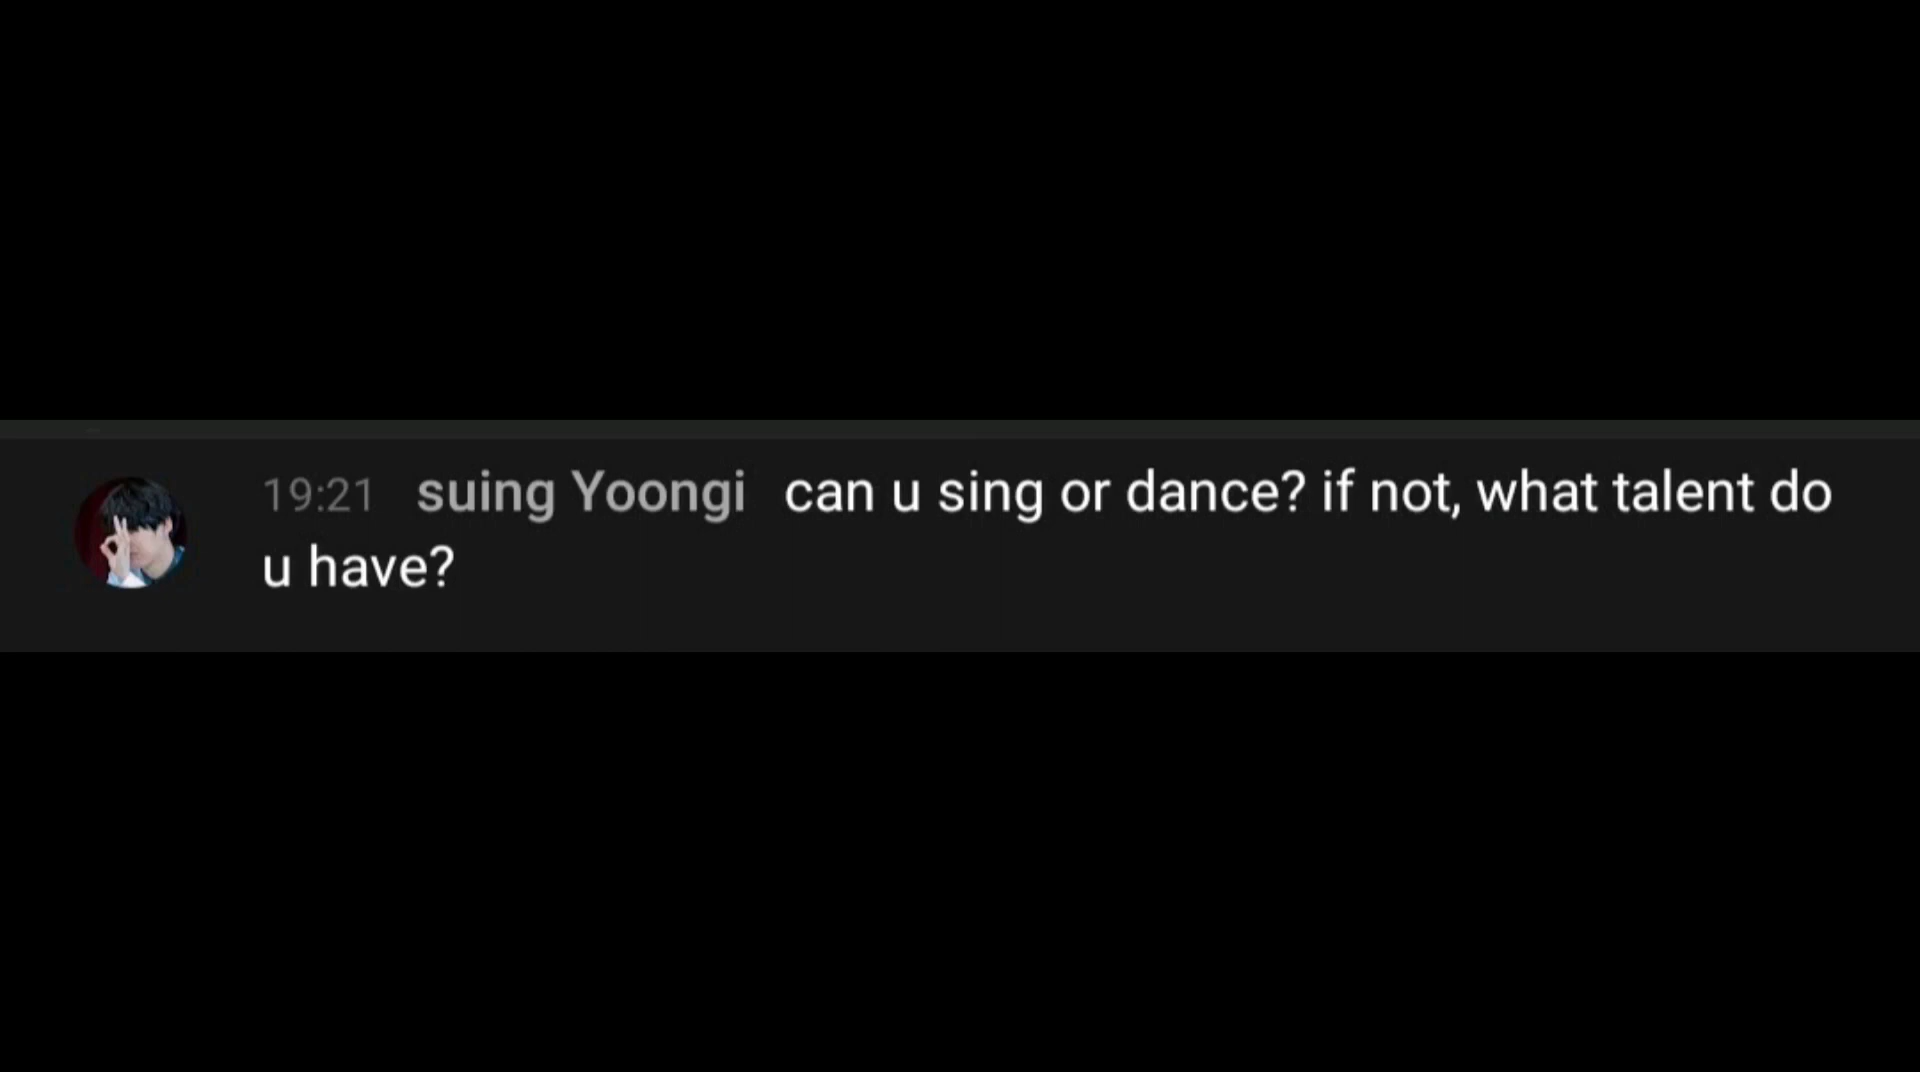 19:21 suing Yoongi can u sing or dance? if not, what talent do
u have?